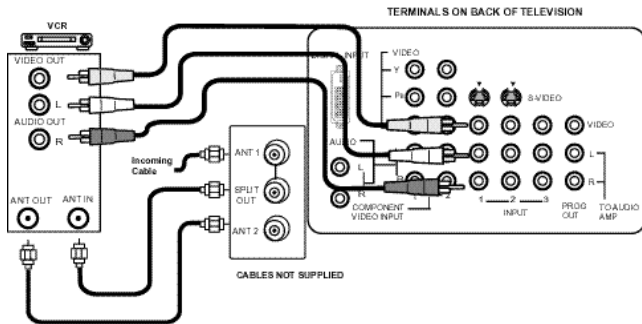 TERMINALS ON BACK OF TELEVISION
VCR
VIDEO OUT
L
AUDIO OUT
R
ANT OUT
ANT IN
Incoming
Cable
ANT 1
SPLIT
OUT
ANT 2
CABLES NOT SUPPLIED
INPUT
VIDEO
Y
S-VIDEO
AUDIO
L
R
COMPONENT
VIDEO INPUT
1
2
VIDEO
L
R
1
2
3
INPUT
PROG
OUT
TO AUDIO
AMP